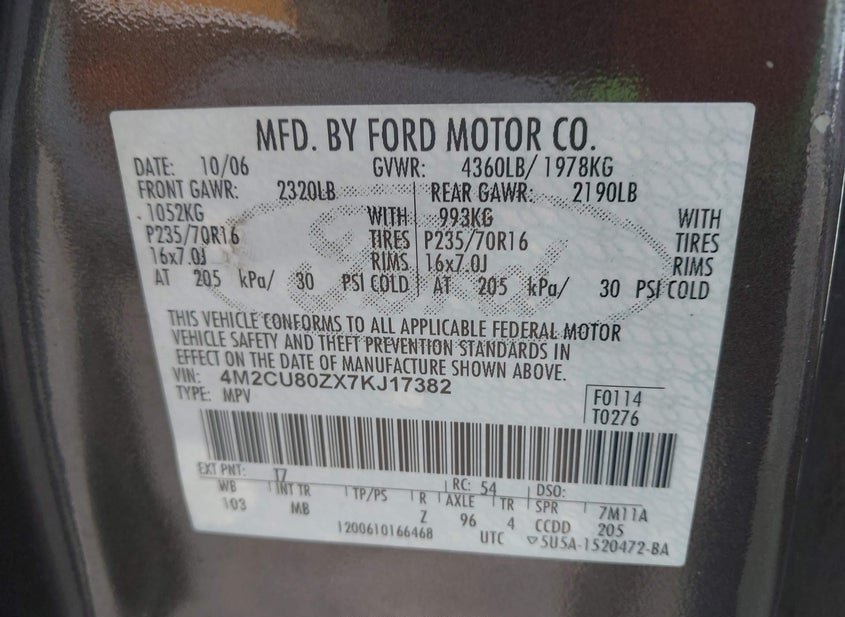 MFD. BY FORD MOTOR CO.
DATE: 10/06 GVWR: 4360LB/ 1978KG
FRONT GAWR: 2320LB REAR GAWR: 2190LB
1052KG WITH 993KG WITH
P235/70R16 TIRES P235/70R16 TIRES
16x7.0J RIMS 16x7.0J RIMS
AT 205 kPa/ 30 PSI COLD AT 205 kPa/ 30 PSI COLD
THIS VEHICLE CONFORMS TO ALL APPLICABLE FEDERAL MOTOR
VEHICLE SAFETY AND THEFT PREVENTION STANDARDS IN
EFFECT ON THE DATE OF MANUFACTURE SHOWN ABOVE.
VIN: 4M2CU80ZX7KJ17382
TYPE: MPV
F0114
T0276
EXT PNT: T7 RC: 54 DSO:
WB INT TR TP/PS R AXLE TR SPR 7M11A
103 MB Z 96 4 CCDD 205
1200610166468 UTC ▽5U5A-1520472-BA
Ford